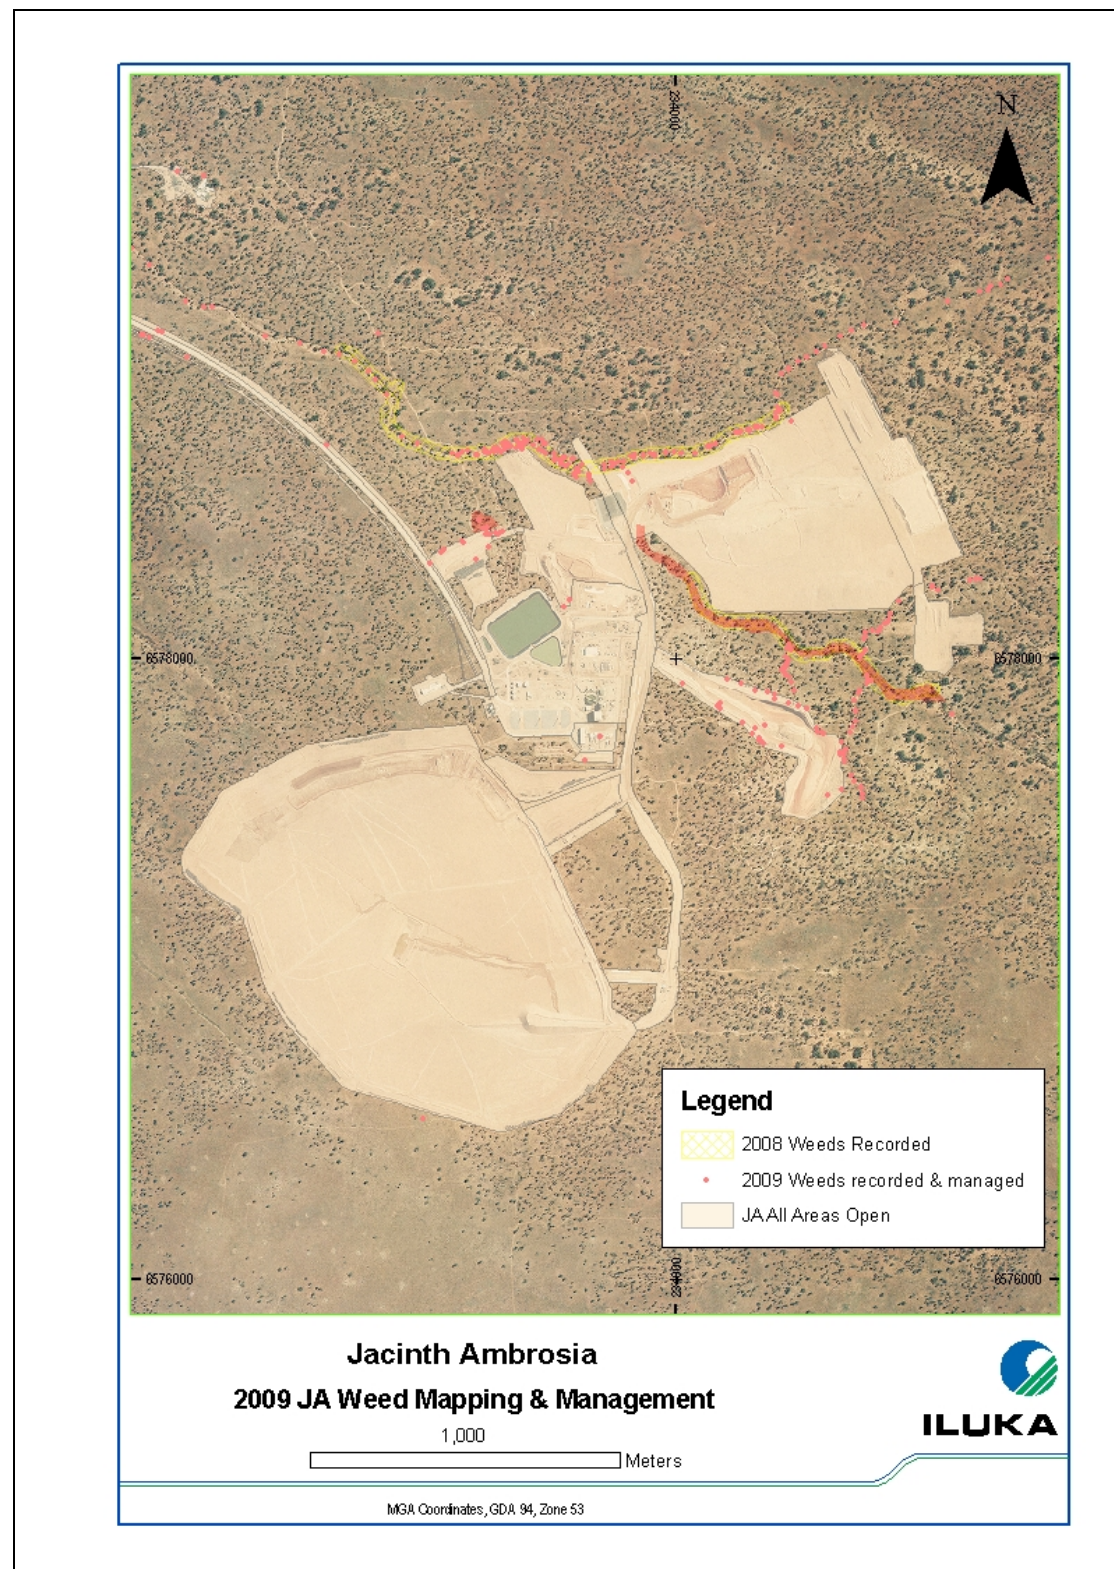 N
234000
6578000
6578000
Legend
2008 Weeds Recorded
2009 Weeds recorded & managed
JA All Areas Open
6576000
234000
6576000
Jacinth Ambrosia
2009 JA Weed Mapping & Management
1,000
Meters
ILUKA
MGA Coordinates, GDA 94, Zone 53